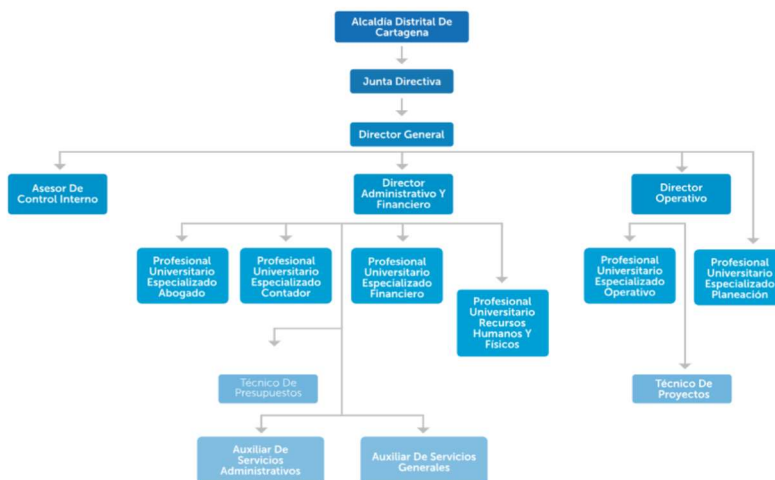 Alcaldía Distrital De
Cartagena
Junta Directiva
Director General
Asesor De
Control Interno
Director
Administrativo Y
Financiero
Director
Operativo
Profesional
Universitario
Especializado
Abogado
Profesional
Universitario
Especializado
Contador
Profesional
Universitario
Especializado
Financiero
Profesional
Universitario
Recursos
Humanos Y
Físicos
Profesional
Universitario
Especializado
Operativo
Profesional
Universitario
Especializado
Planeación
Técnico De
Presupuestos
Técnico De
Proyectos
Auxiliar De
Servicios
Administrativos
Auxiliar De Servicios
Generales